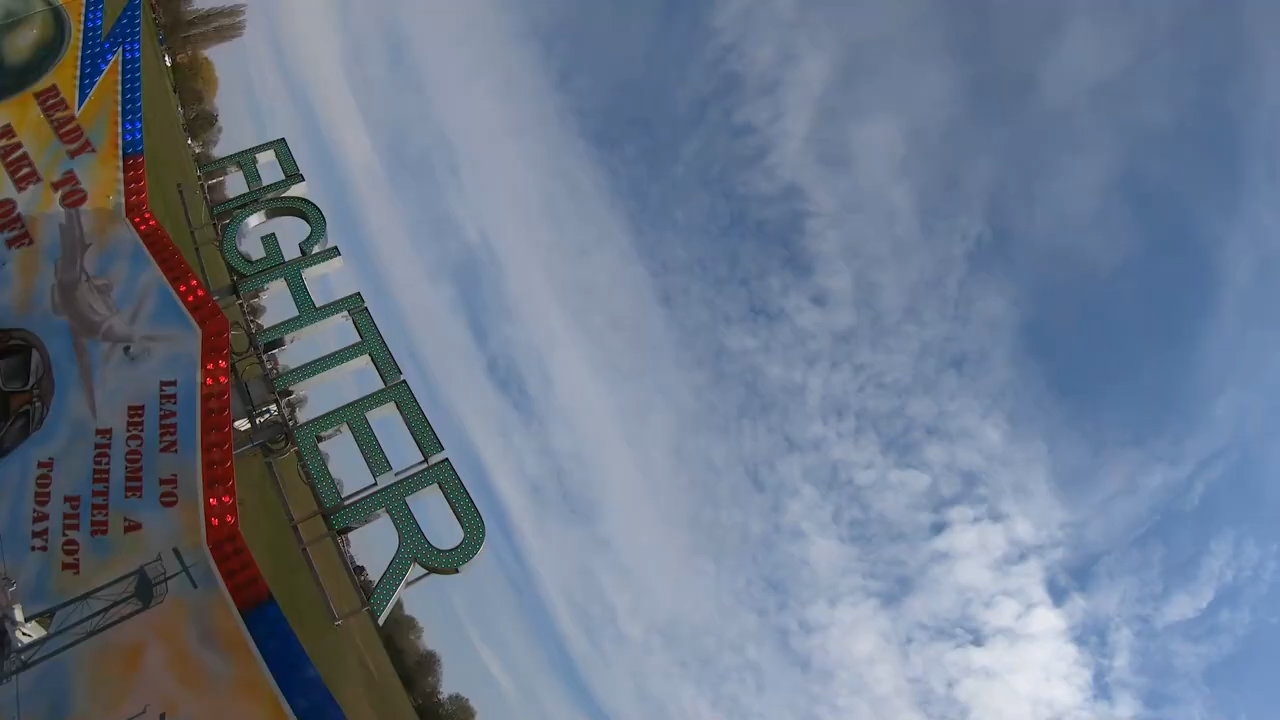 FIGHTER
READY TO
TAKE OFF
LEARN TO
BECOME A
FIGHTER
PILOT
TODAY!